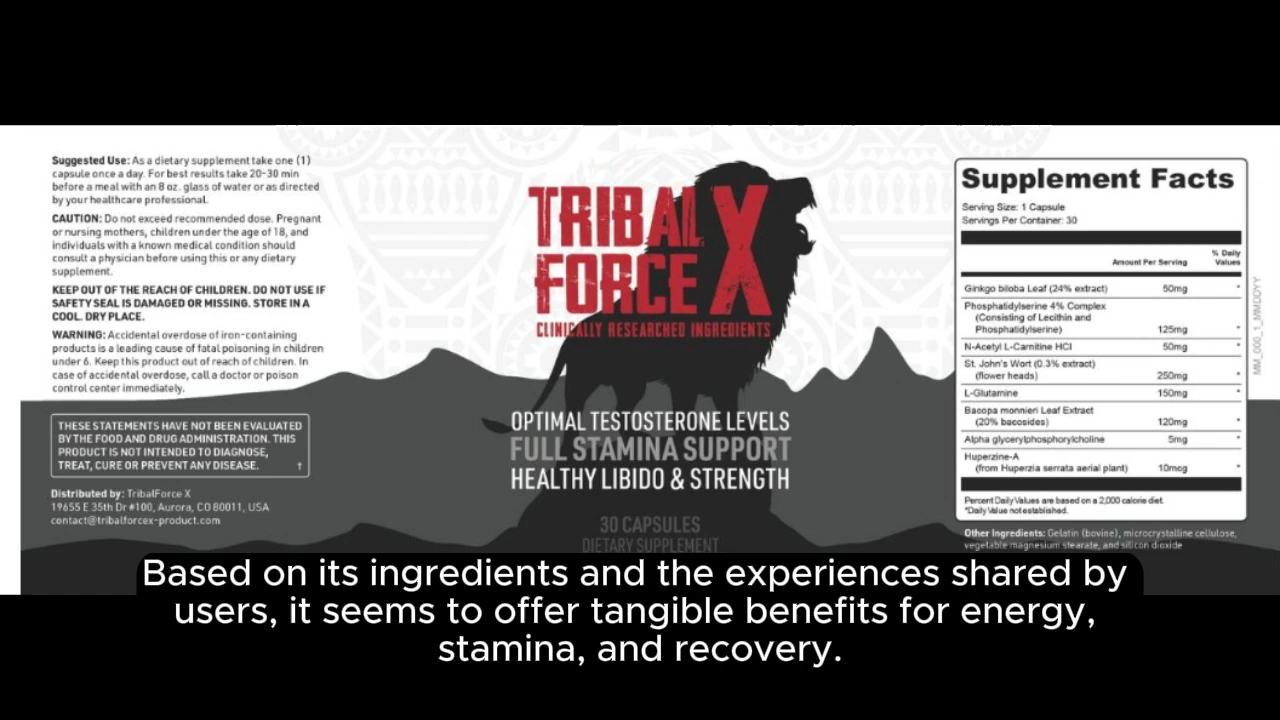 Suggested Use: As a dietary supplement take one (1)
capsule once a day. For best results take 20-30 min
before a meal with an 8 oz. glass of water or as directed
by your healthcare professional.
CAUTION: Do not exceed recommended dose. Pregnant
or nursing mothers, children under the age of 18, and
individuals with a known medical condition should
consult a physician before using this or any dietary
supplement.
KEEP OUT OF THE REACH OF CHILDREN. DO NOT USE IF
SAFETY SEAL IS DAMAGED OR MISSING. STORE IN A
COOL. DRY PLACE.
WARNING: Accidental overdose of iron-containing
products is a leading cause of fatal poisoning in children
under 6. Keep this product out of reach of children. In
case of accidental overdose, call a doctor or poison
control center immediately.
THESE STATEMENTS HAVE NOT BEEN EVALUATED
BY THE FOOD AND DRUG ADMINISTRATION. THIS
PRODUCT IS NOT INTENDED TO DIAGNOSE,
TREAT, CURE OR PREVENT ANY DISEASE. †
Distributed by: TribalForce X
19655 E 35th Dr #100, Aurora, CO 80011, USA
contact@tribalforcex-product.com
TRIBAL
FORCE X
CLINICALLY RESEARCHED INGREDIENTS
OPTIMAL TESTOSTERONE LEVELS
FULL STAMINA SUPPORT
HEALTHY LIBIDO & STRENGTH
30 CAPSULES
DIETARY SUPPLEMENT
Supplement Facts
Serving Size: 1 Capsule
Servings Per Container: 30
Amount Per Serving % Daily
Values
Ginkgo biloba Leaf (24% extract) 50mg *
Phosphatidylserine 4% Complex
(Consisting of Lecithin and
Phosphatidylserine) 125mg *
N-Acetyl L-Carnitine HCl 50mg *
St. John's Wort (0.3% extract)
(flower heads) 250mg *
L-Glutamine 150mg *
Bacopa monnieri Leaf Extract
(20% bacosides) 120mg *
Alpha glycerylphosphorylcholine 5mg *
Huperzine-A
(from Huperzia serrata aerial plant) 10mcg *
Percent Daily Values are based on a 2,000 calorie diet.
*Daily Value not established.
Other Ingredients: Gelatin (bovine), microcrystalline cellulose,
vegetable magnesium stearate, and silicon dioxide
MM_000_1_MMDDYY
Based on its ingredients and the experiences shared by
users, it seems to offer tangible benefits for energy,
stamina, and recovery.